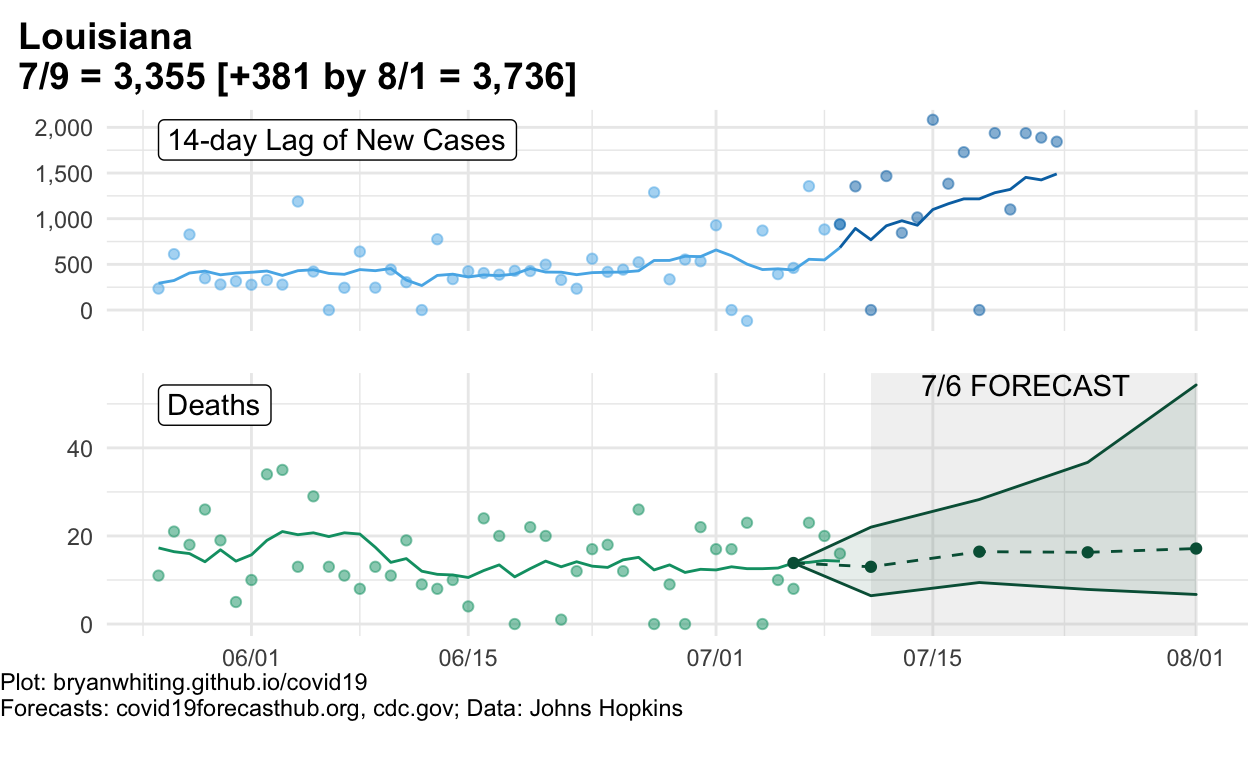 Louisiana
7/9 = 3,355 [+381 by 8/1 = 3,736]
2,000
14-day Lag of New Cases
1,500
1,000
500
0
7/6 FORECAST
Deaths
40
20
0
06/01 06/15 07/01 07/15 08/01
Plot: bryanwhiting.github.io/covid19
Forecasts: covid19forecasthub.org, cdc.gov; Data: Johns Hopkins